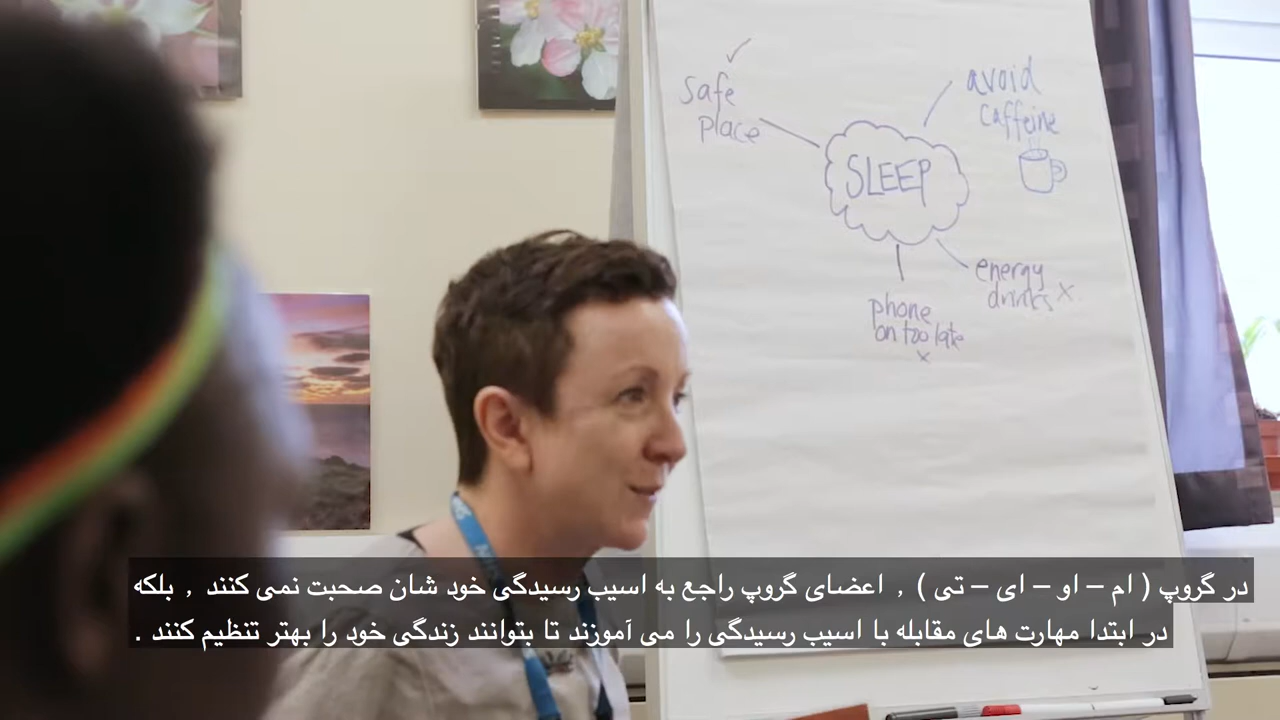 safe
place
avoid
caffeine
SLEEP
energy
drinks x
phone
on too late
x
در گروپ ( ام – او – ای – تی ) , اعضای گروپ راجع به اسیب رسیدگی خود شان صحبت نمی کنند , بلکه
در ابتدا مهارت های مقابله با اسیب رسیدگی را می آموزند تا بتوانند زندگی خود را بهتر تنظیم کنند .